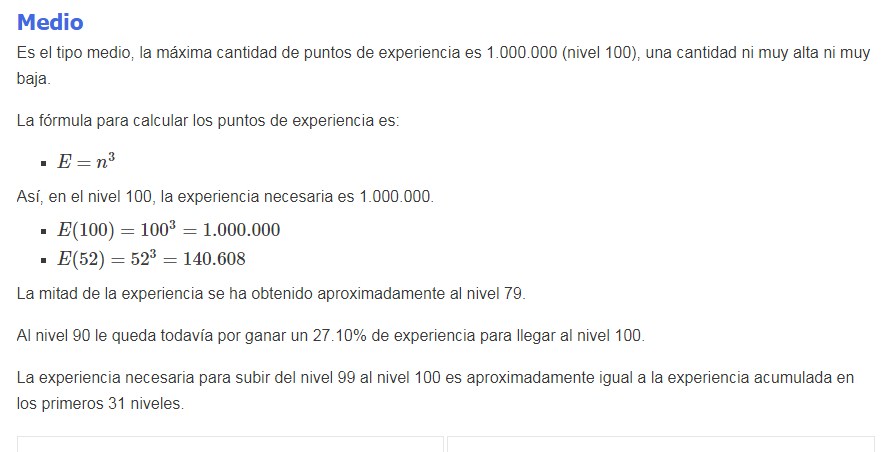 Medio
Es el tipo medio, la máxima cantidad de puntos de experiencia es 1.000.000 (nivel 100), una cantidad ni muy alta ni muy
baja.
La fórmula para calcular los puntos de experiencia es:
▪ E = n³
Así, en el nivel 100, la experiencia necesaria es 1.000.000.
▪ E(100) = 100³ = 1.000.000
▪ E(52) = 52³ = 140.608
La mitad de la experiencia se ha obtenido aproximadamente al nivel 79.
Al nivel 90 le queda todavía por ganar un 27.10% de experiencia para llegar al nivel 100.
La experiencia necesaria para subir del nivel 99 al nivel 100 es aproximadamente igual a la experiencia acumulada en
los primeros 31 niveles.